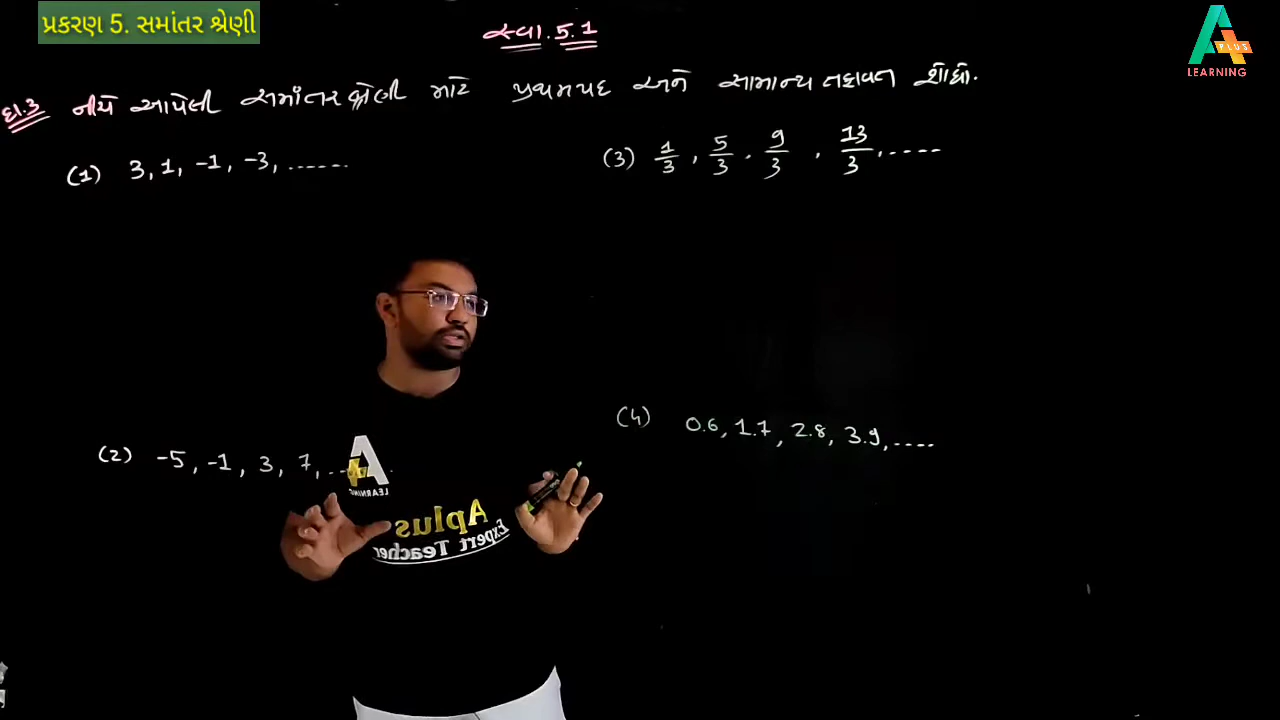 પ્રકરણ 5. સમાંતર શ્રેણી
સ્વા. 5.1
A PLUS
LEARNING
દા.3 નીચે આપેલી સમાંતર શ્રેણી માટે પ્રથમપદ અને સામાન્ય તફાવત શોધો.
(1) 3, 1, -1, -3, ......
(3) 1/3, 5/3, 9/3, 13/3, .....
(2) -5, -1, 3, 7, ...
(4) 0.6, 1.7, 2.8, 3.9, ....
LEARNING
Aplus
Expert Teacher